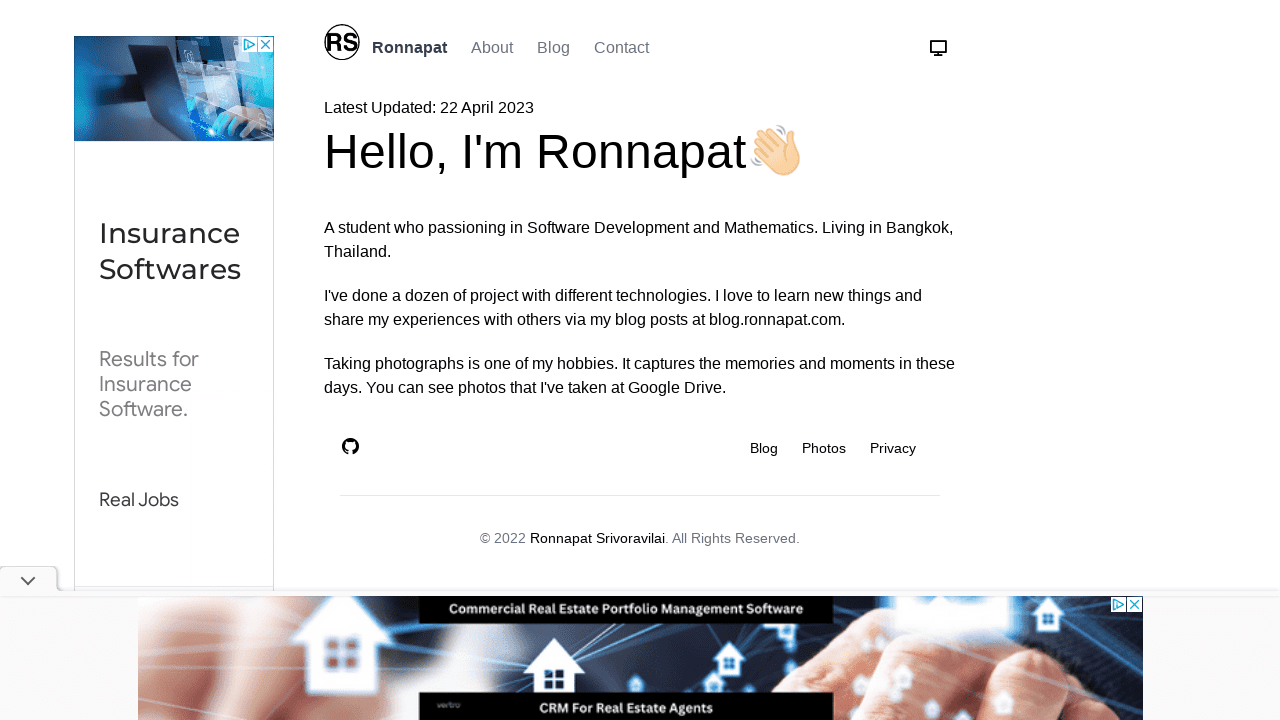 RS
Ronnapat
About
Blog
Contact
Latest Updated: 22 April 2023
Hello, I'm Ronnapat👋🏻
A student who passioning in Software Development and Mathematics. Living in Bangkok,
Thailand.
I've done a dozen of project with different technologies. I love to learn new things and
share my experiences with others via my blog posts at blog.ronnapat.com.
Taking photographs is one of my hobbies. It captures the memories and moments in these
days. You can see photos that I've taken at Google Drive.
Blog
Photos
Privacy
© 2022 Ronnapat Srivoravilai. All Rights Reserved.
Insurance
Softwares
Results for
Insurance
Software.
Real Jobs
Commercial Real Estate Portfolio Management Software
vertro
CRM For Real Estate Agents